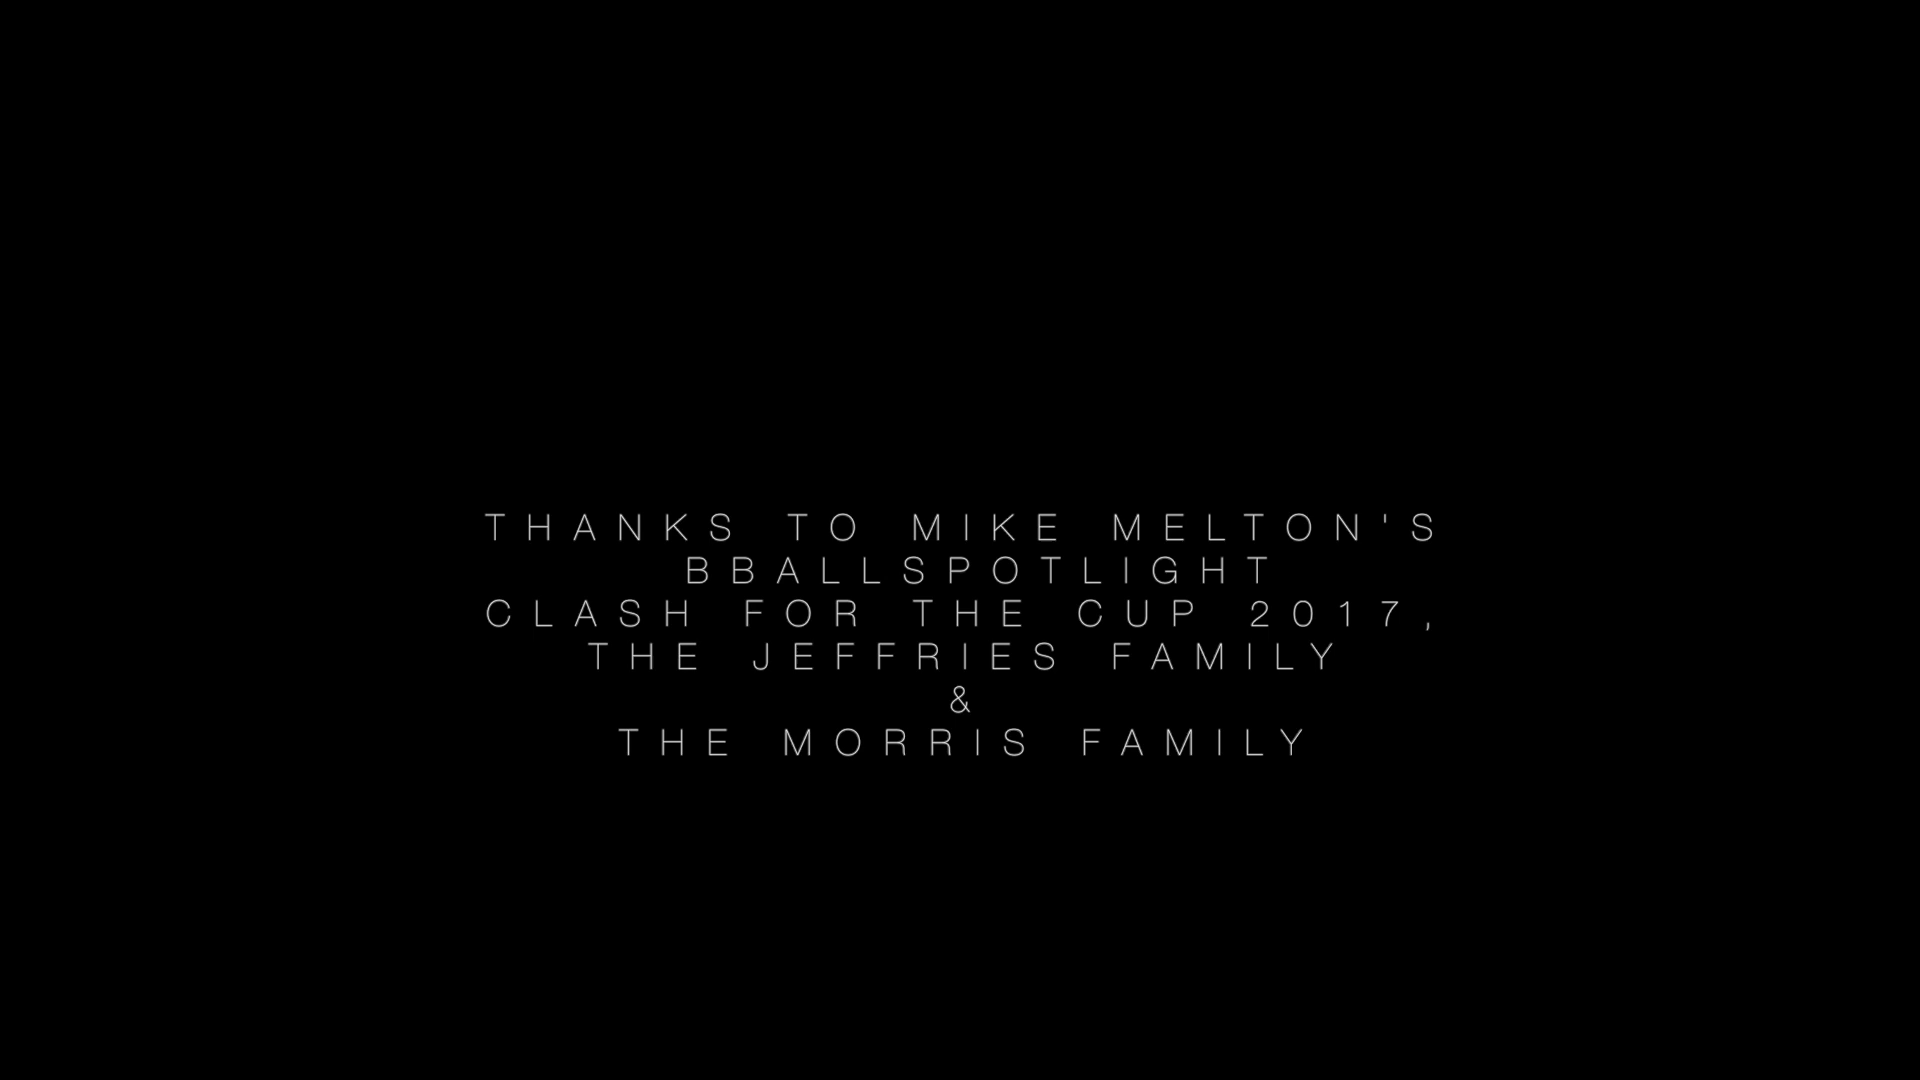 THANKS TO MIKE MELTON'S
BBALLSPOTLIGHT
CLASH FOR THE CUP 2017,
THE JEFFRIES FAMILY
&
THE MORRIS FAMILY